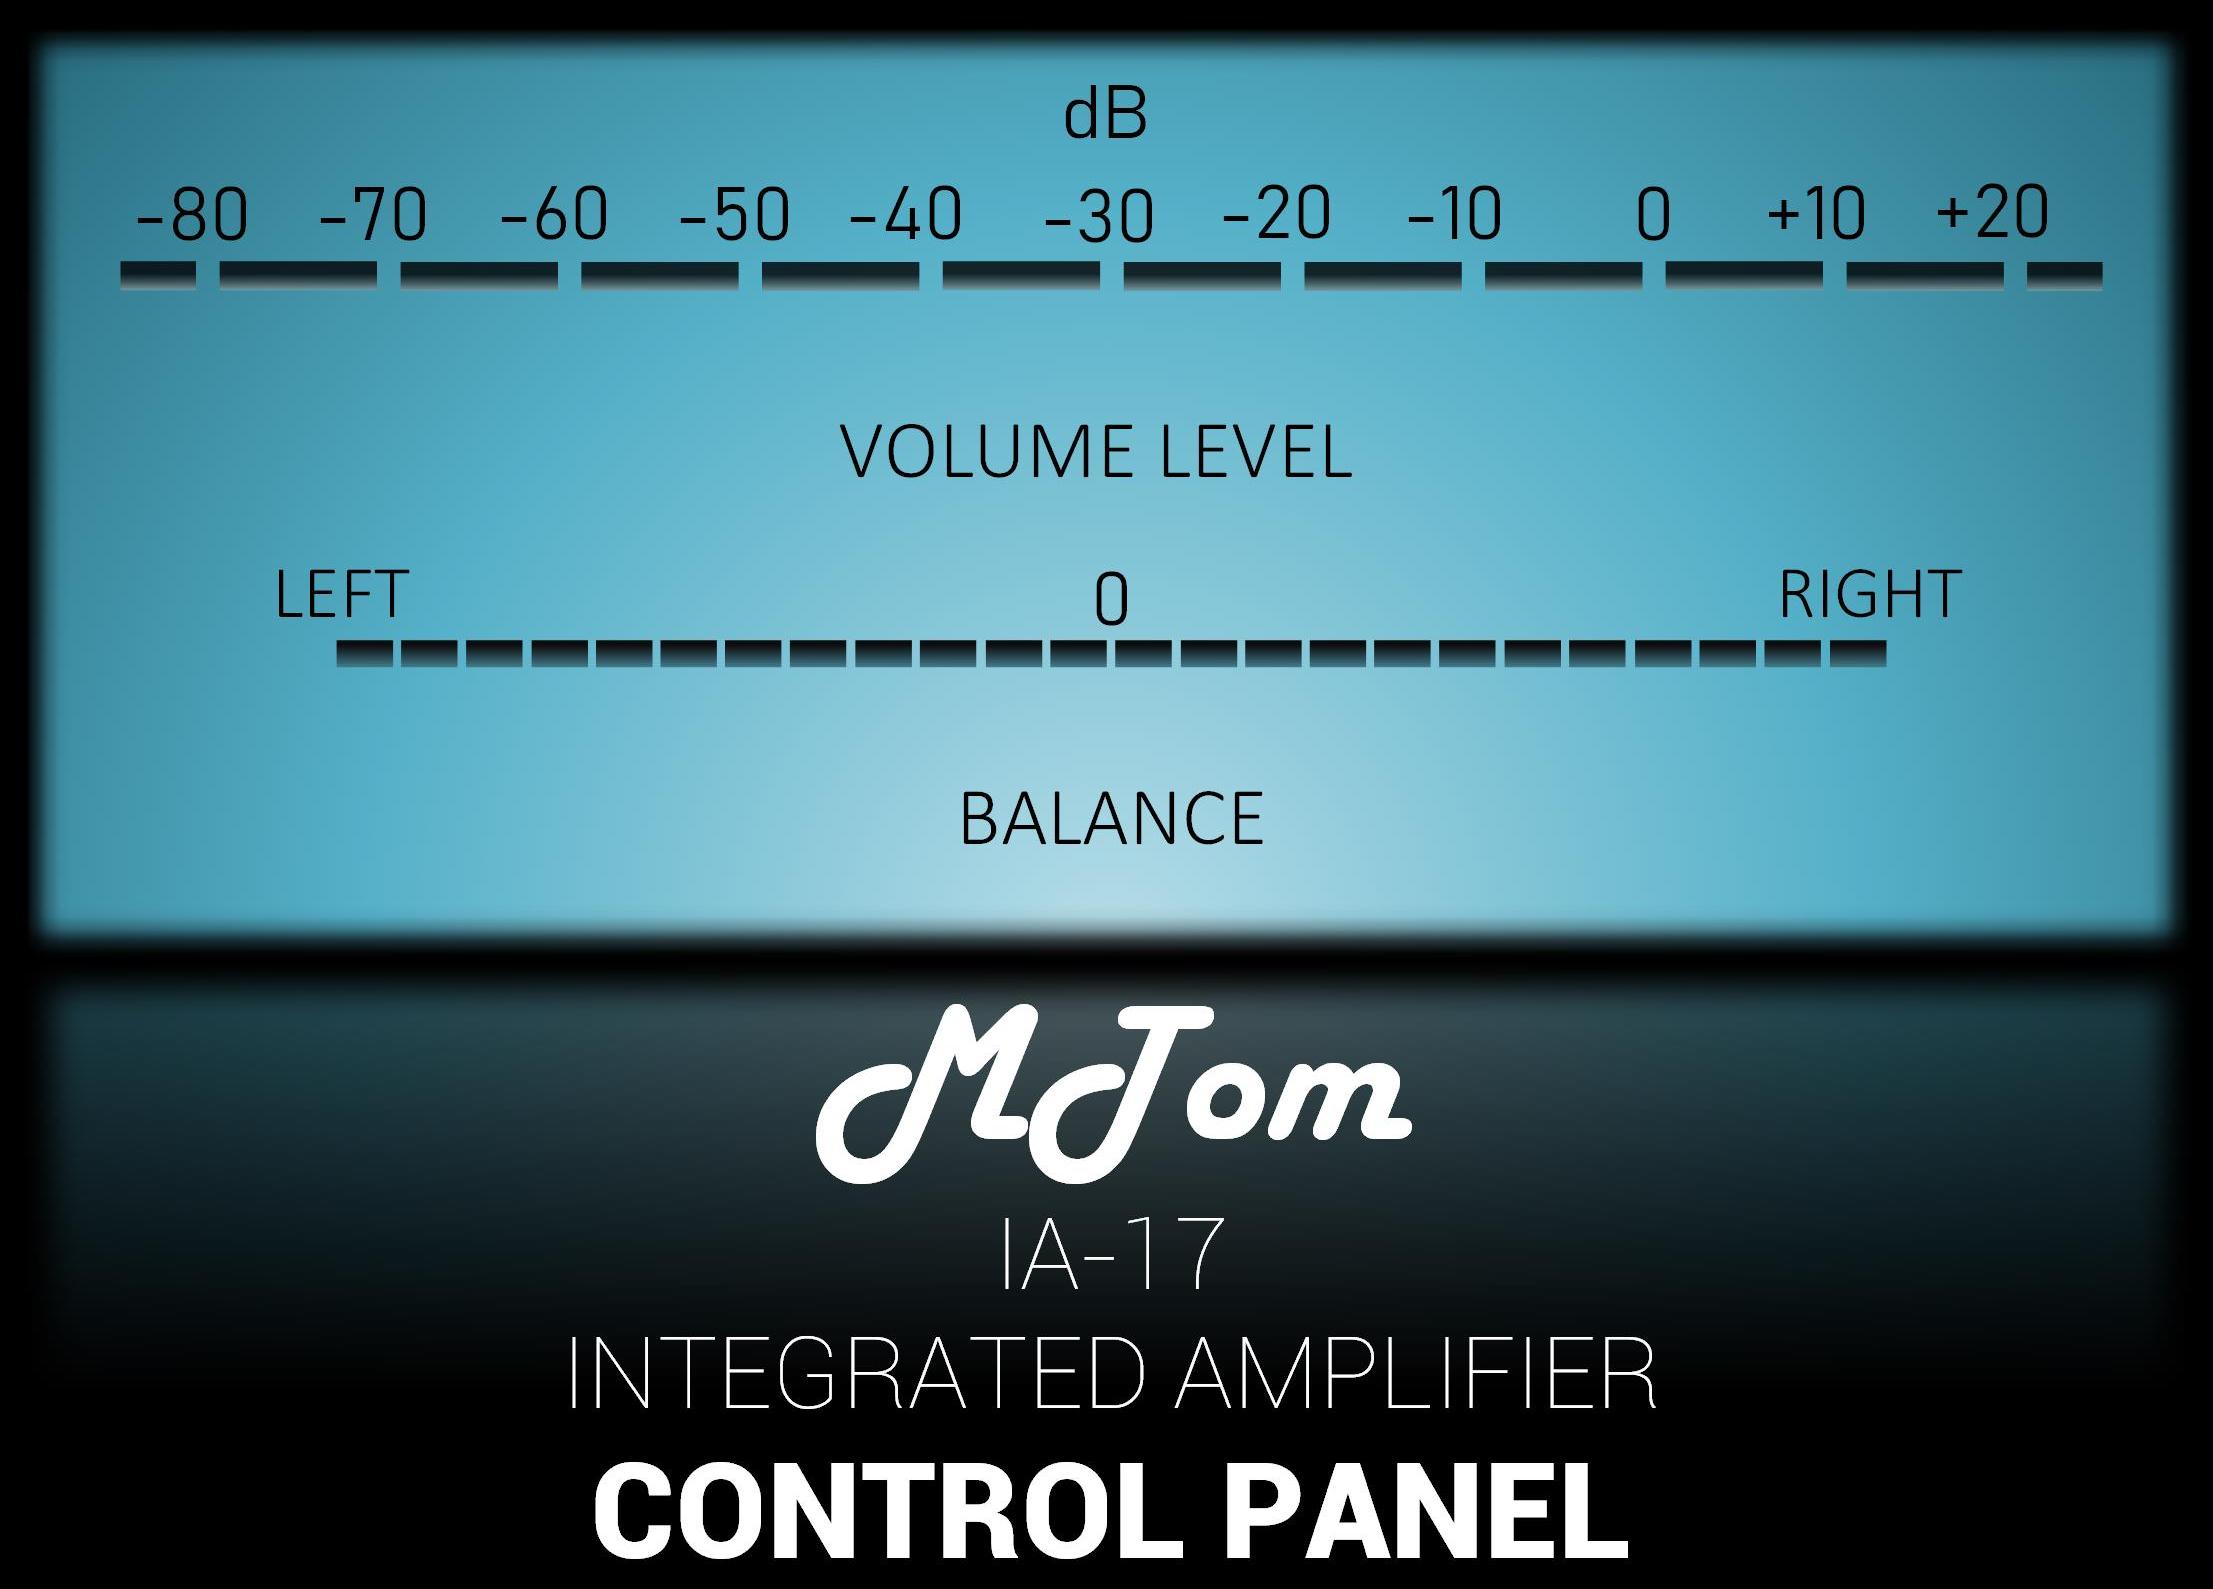 dB
-80 -70 -60 -50 -40 -30 -20 -10 0 +10 +20
VOLUME LEVEL
LEFT 0 RIGHT
BALANCE
MTom
IA-17
INTEGRATED AMPLIFIER
CONTROL PANEL